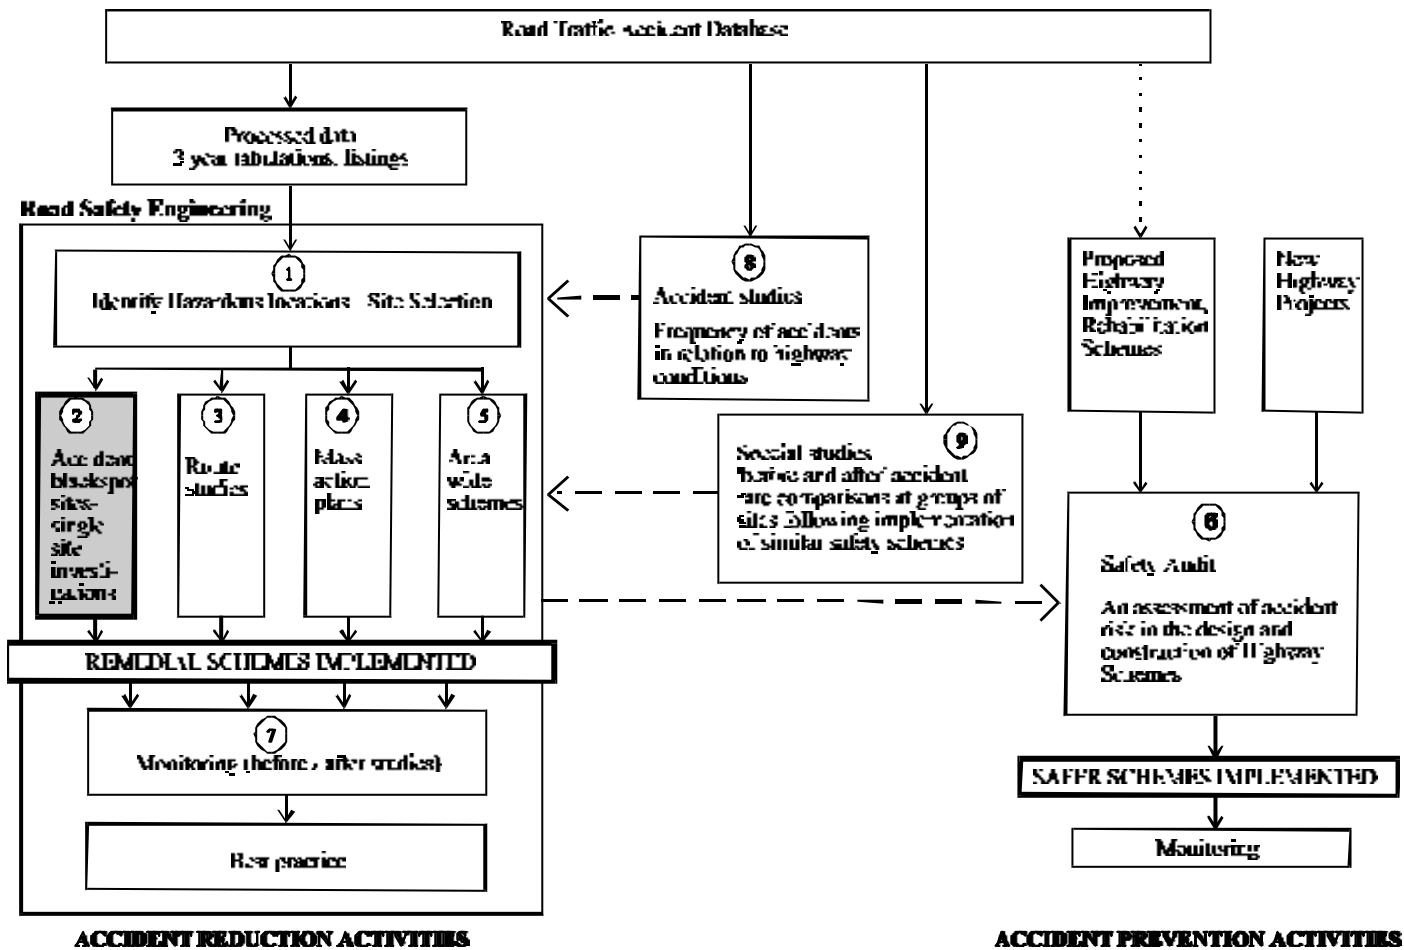 Road Traffic Accident Database
Processed data
3 year tabulations, listings
Road Safety Engineering
1
Identify Hazardous locations Site Selection
8
Accident studies
Frequency of accidents
in relation to highway
conditions
Proposed
Highway
Improvement,
Rehabilitation
Schemes
New
Highway
Projects
2
Accident
blackspot
sites-
single
site
investi-
gations
3
Route
studies
4
Mass
action
plans
5
Area
wide
schemes
9
Special studies
'before and after' accident
rate comparisons at groups of
sites following implementation
of similar safety schemes
6
Safety Audit
An assessment of accident
risk in the design and
construction of Highway
Schemes
REMEDIAL SCHEMES IMPLEMENTED
7
Monitoring (before / after studies)
Best practice
SAFER SCHEMES IMPLEMENTED
Monitoring
ACCIDENT REDUCTION ACTIVITIES
ACCIDENT PREVENTION ACTIVITIES